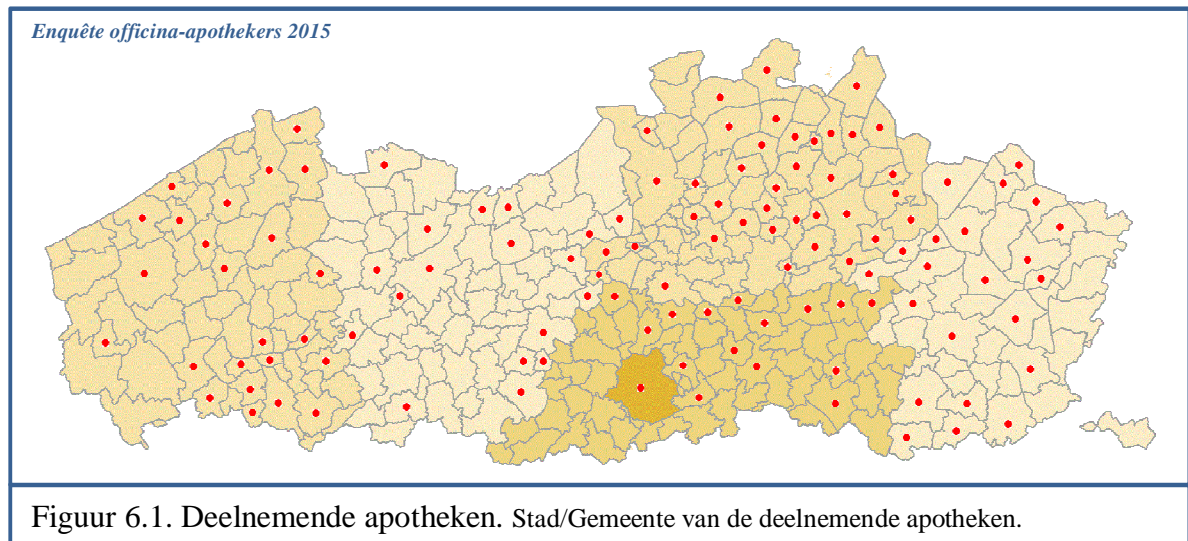 Enquête officina-apothekers 2015
Figuur 6.1. Deelnemende apotheken. Stad/Gemeente van de deelnemende apotheken.